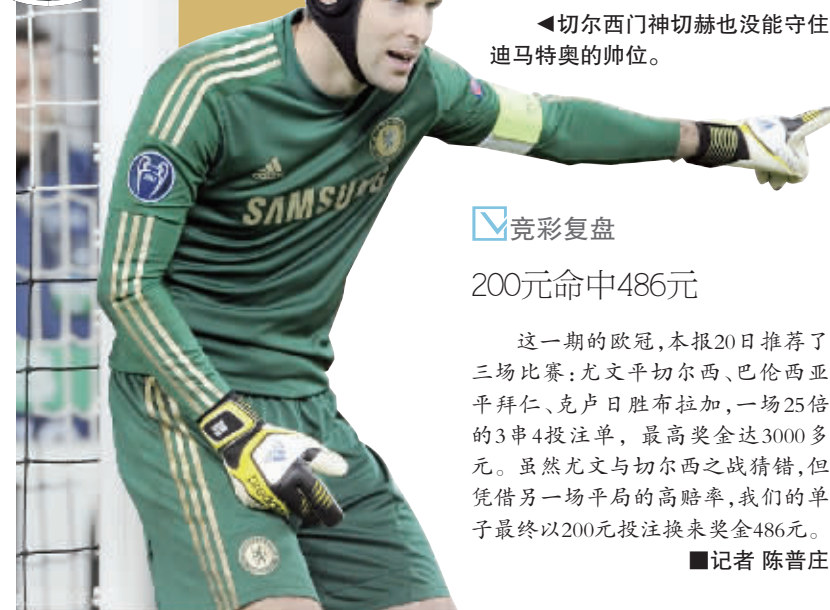 ◀切尔西门神切赫也没能守住
迪马特奥的帅位。
SAMSUNG
adidas
竞彩复盘
200元命中486元
这一期的欧冠,本报20日推荐了
三场比赛:尤文平切尔西、巴伦西亚
平拜仁、克卢日胜布拉加,一场25倍
的3串4投注单，最高奖金达3000多
元。虽然尤文与切尔西之战猜错,但
凭借另一场平局的高赔率,我们的单
子最终以200元投注换来奖金486元。
■记者 陈普庄